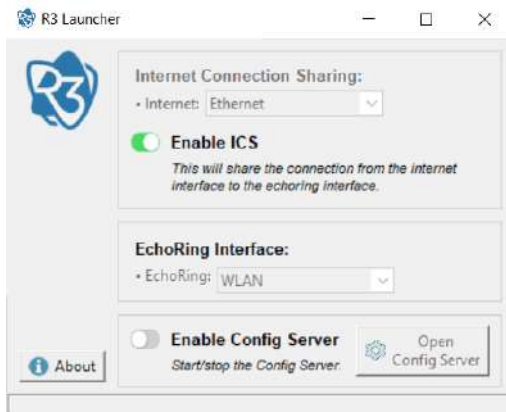 R3 Launcher
R3
Internet Connection Sharing:
• Internet: Ethernet
Enable ICS
This will share the connection from the internet
interface to the echoring interface.
EchoRing Interface:
• EchoRing: WLAN
Enable Config Server
Start/stop the Config Server.
Open
Config Server
About